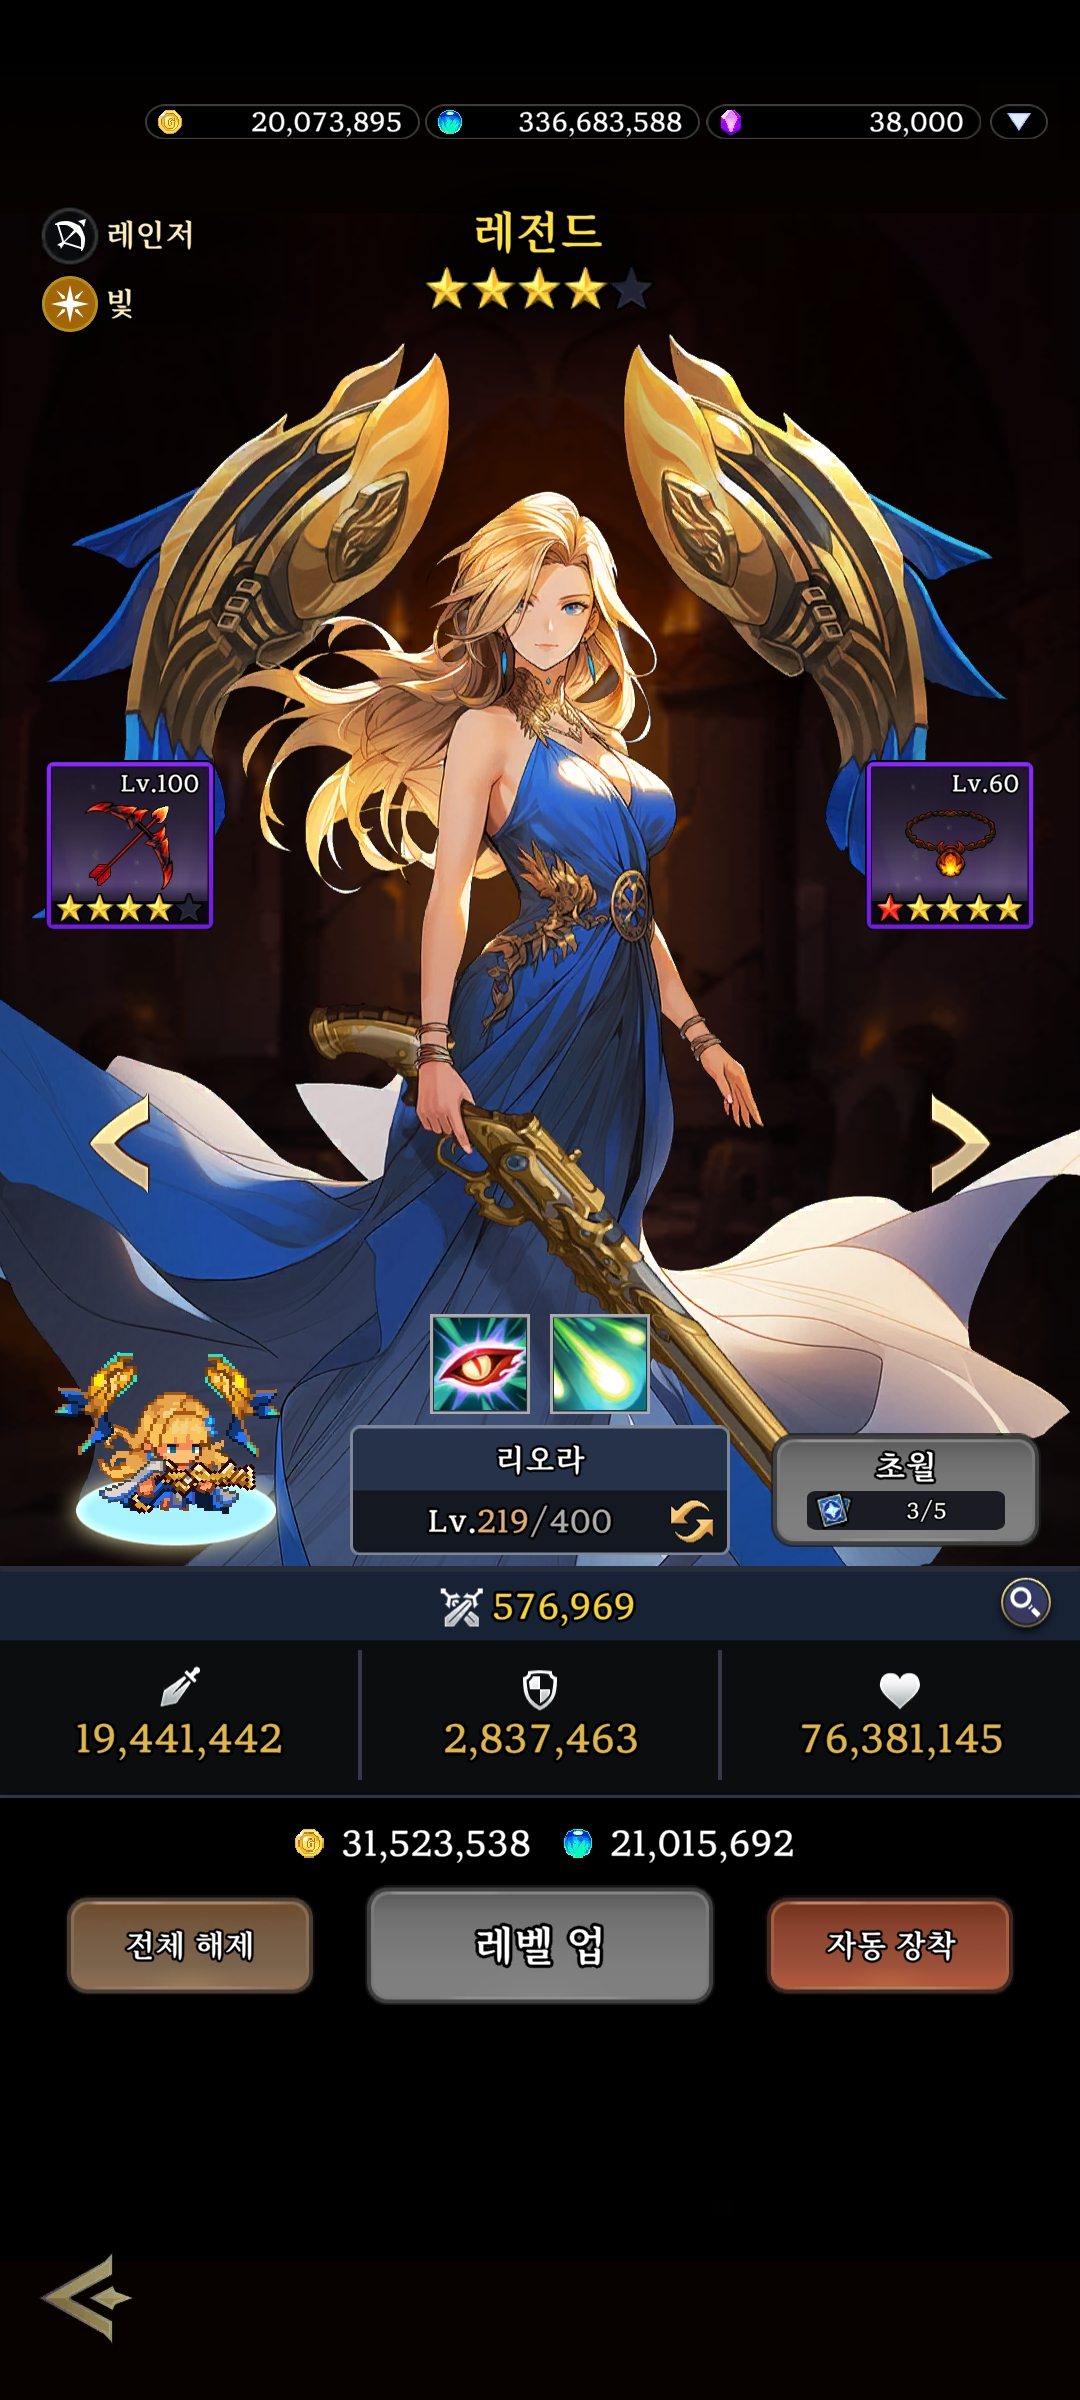 20,073,895
336,683,588
38,000
레인저
레전드
빛
Lv.100
Lv.60
리오라
Lv.219/400
초월
3/5
576,969
19,441,442
2,837,463
76,381,145
31,523,538
21,015,692
전체 해제
레벨 업
자동 장착